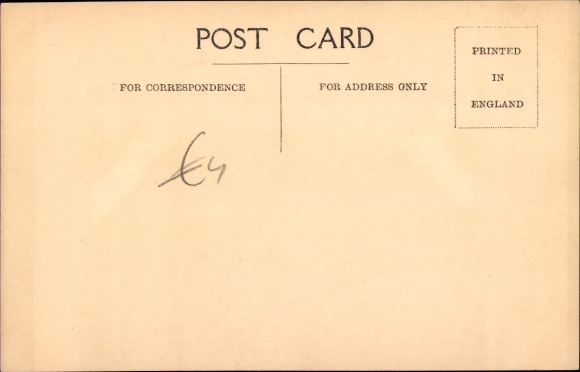 POST CARD
FOR CORRESPONDENCE
FOR ADDRESS ONLY
PRINTED
IN
ENGLAND
€4